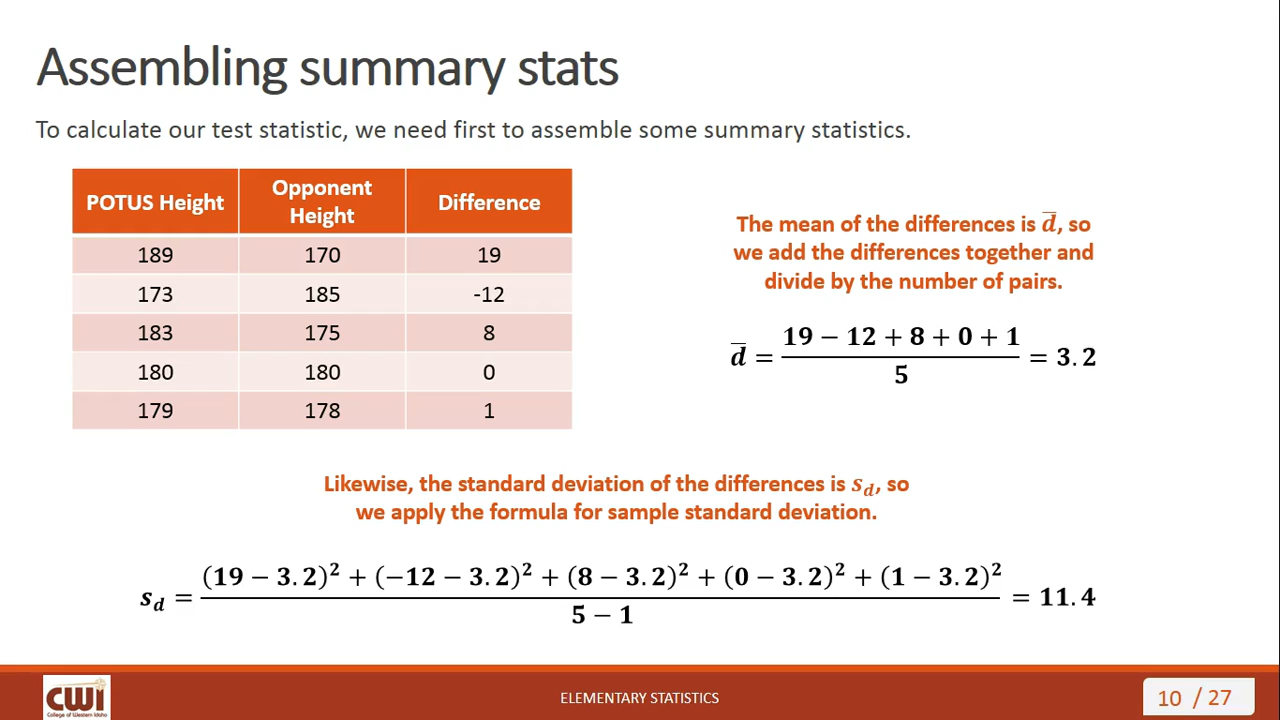 Assembling summary stats
To calculate our test statistic, we need first to assemble some summary statistics.
POTUS Height Opponent Height Difference
189 170 19
173 185 -12
183 175 8
180 180 0
179 178 1
The mean of the differences is d̅, so
we add the differences together and
divide by the number of pairs.
d̅ = (19 − 12 + 8 + 0 + 1) / 5 = 3.2
Likewise, the standard deviation of the differences is s_d, so
we apply the formula for sample standard deviation.
s_d = ((19 − 3.2)² + (−12 − 3.2)² + (8 − 3.2)² + (0 − 3.2)² + (1 − 3.2)²) / (5 − 1) = 11.4
CWI
College of Western Idaho
ELEMENTARY STATISTICS
10 / 27